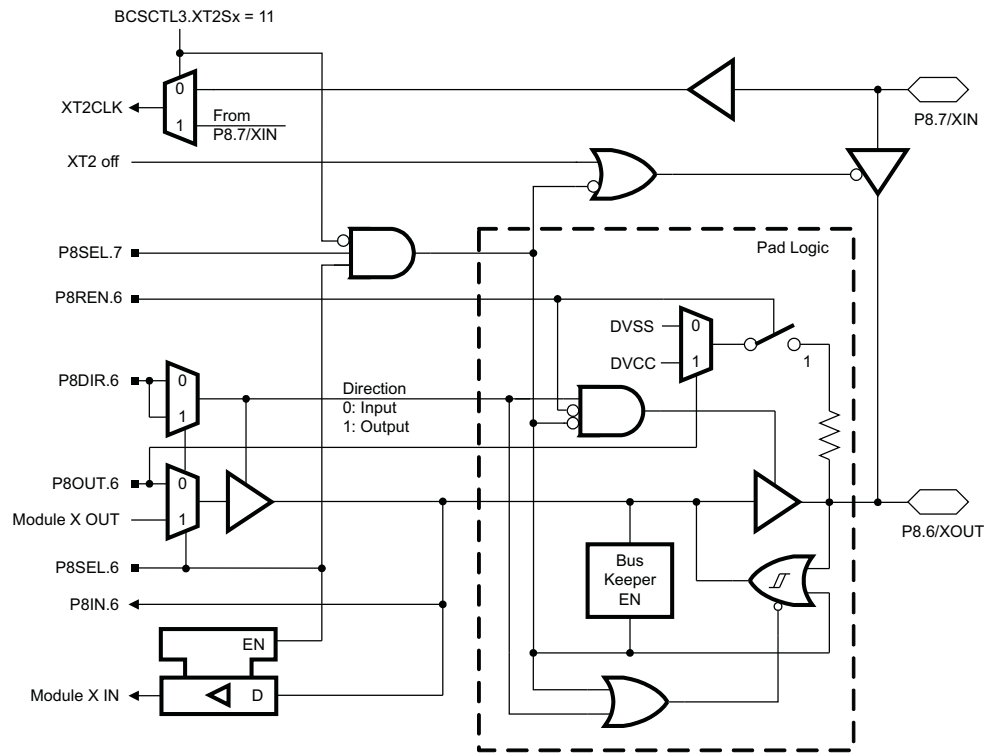 BCSCTL3.XT2Sx = 11
0
XT2CLK
1
From
P8.7/XIN
P8.7/XIN
XT2 off
P8SEL.7
Pad Logic
P8REN.6
DVSS
0
DVCC
1
1
P8DIR.6
0
1
Direction
0: Input
1: Output
P8OUT.6
0
Module X OUT
1
P8.6/XOUT
P8SEL.6
Bus
Keeper
EN
P8IN.6
EN
Module X IN
D